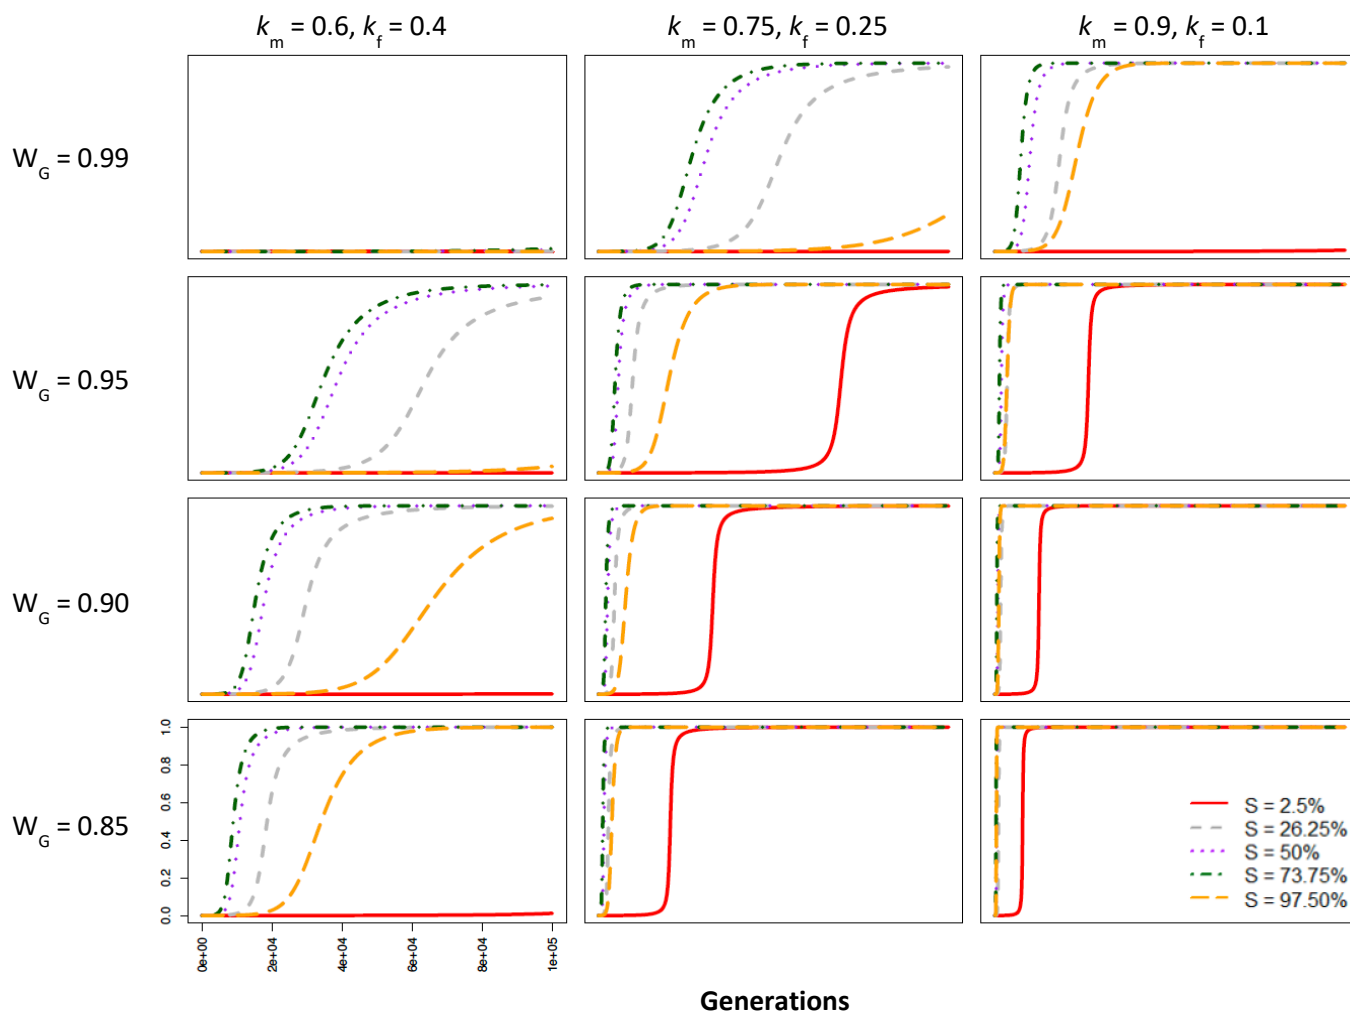 k_m = 0.6, k_f = 0.4
k_m = 0.75, k_f = 0.25
k_m = 0.9, k_f = 0.1
W_G = 0.99
W_G = 0.95
W_G = 0.90
W_G = 0.85
1.0
0.8
0.6
0.4
0.2
0.0
0e+00
2e+04
4e+04
6e+04
8e+04
1e+05
S = 2.5%
S = 26.25%
S = 50%
S = 73.75%
S = 97.50%
Generations